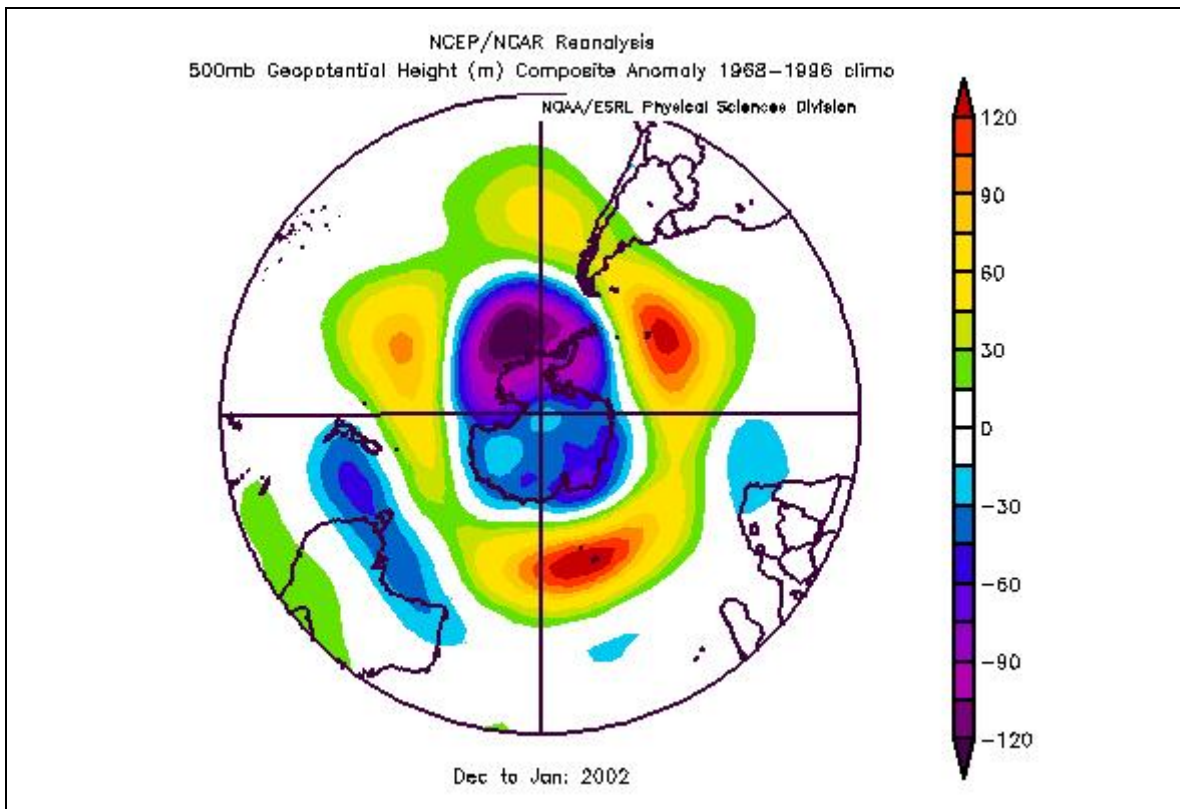 NCEP/NCAR Reanalysis
500mb Geopotential Height (m) Composite Anomaly 1968-1996 climo
NOAA/ESRL Physical Sciences Division
120
90
60
30
0
-30
-60
-90
-120
Dec to Jan: 2002